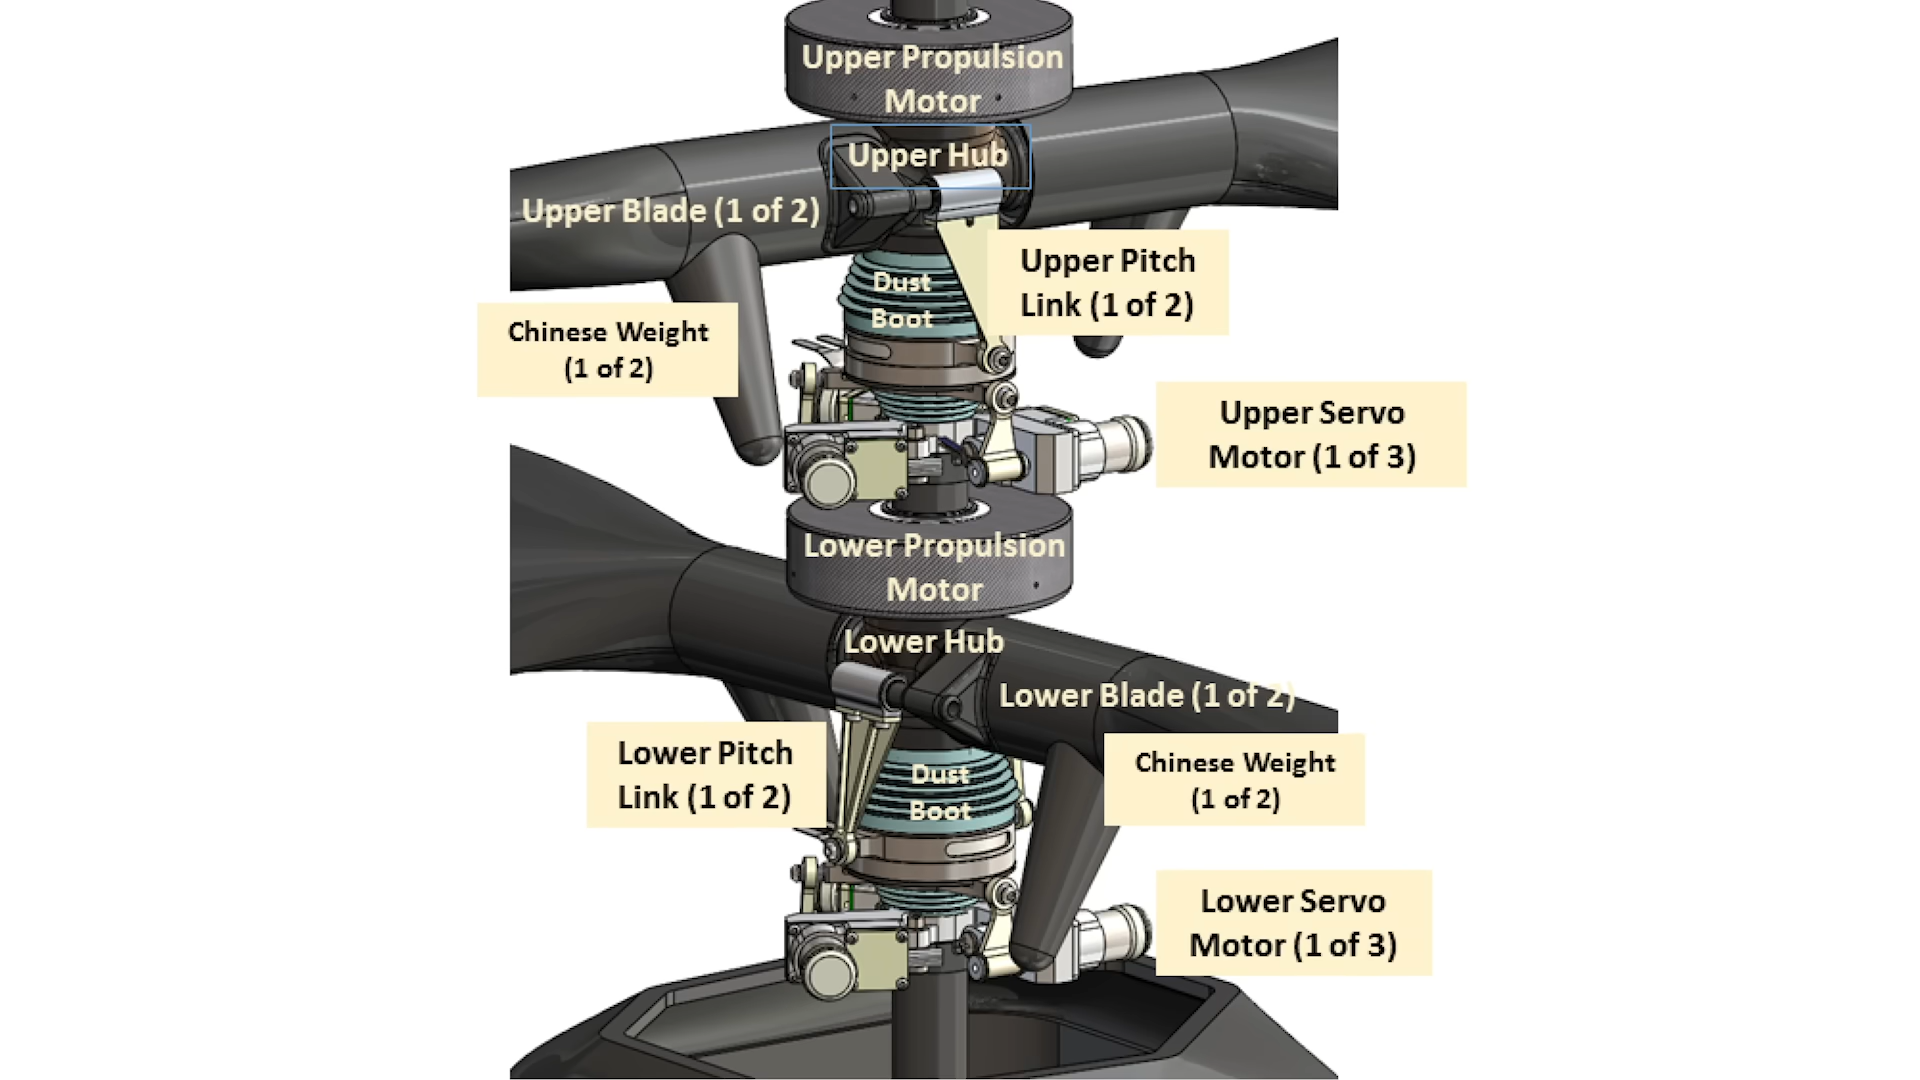 Upper Propulsion
Motor
Upper Hub
Upper Blade (1 of 2)
Upper Pitch
Link (1 of 2)
Dust
Boot
Chinese Weight
(1 of 2)
Upper Servo
Motor (1 of 3)
Lower Propulsion
Motor
Lower Hub
Lower Blade (1 of 2)
Lower Pitch
Link (1 of 2)
Dust
Boot
Chinese Weight
(1 of 2)
Lower Servo
Motor (1 of 3)